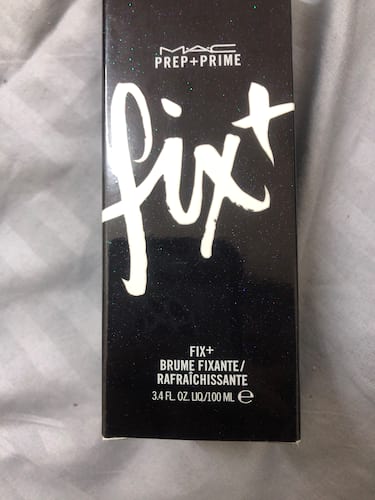 MAC
PREP+PRIME
fix+
FIX+
BRUME FIXANTE/
RAFRAÎCHISSANTE
3.4 FL. OZ. LIQ/100 ML ℮